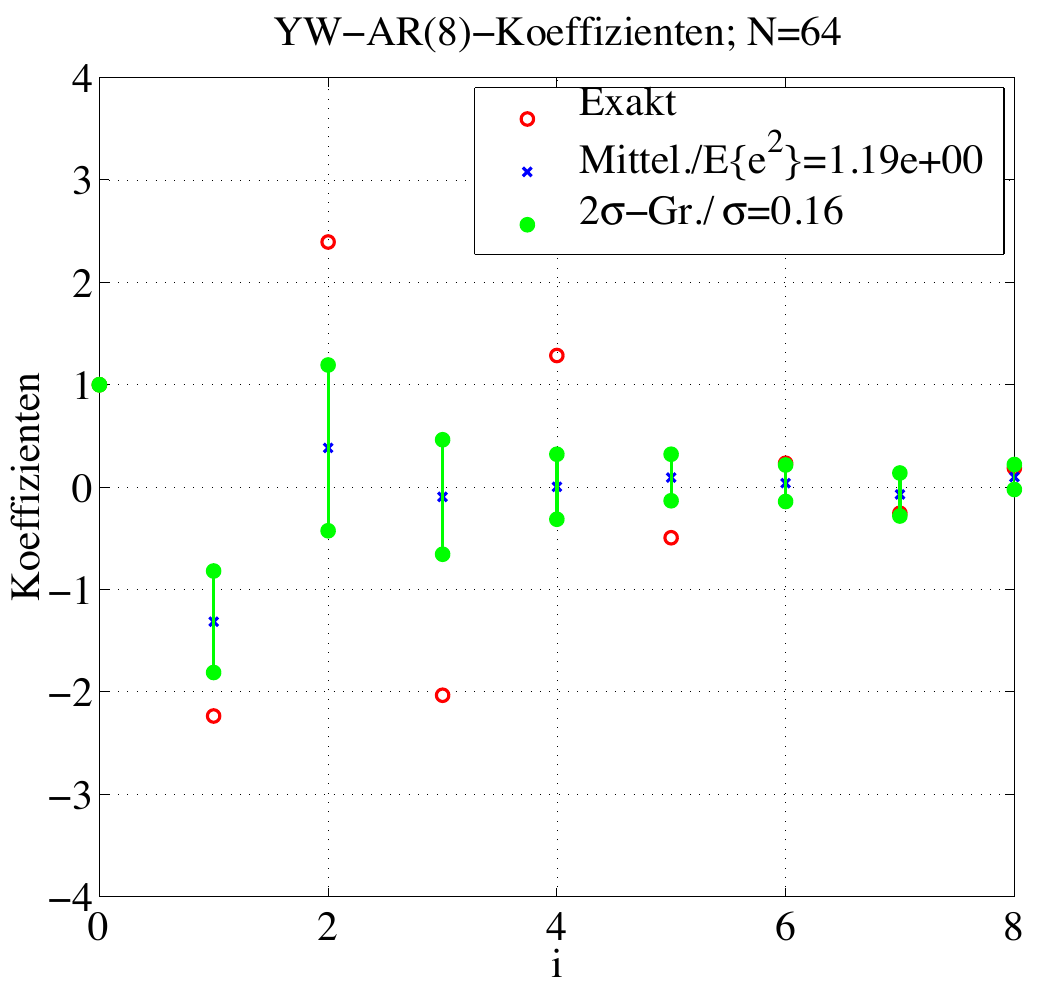 YW−AR(8)−Koeffizienten; N=64
Exakt
Mittel./E{e²}=1.19e+00
2σ−Gr./ σ=0.16
Koeffizienten
4
3
2
1
0
−1
−2
−3
−4
0 2 4 6 8
i